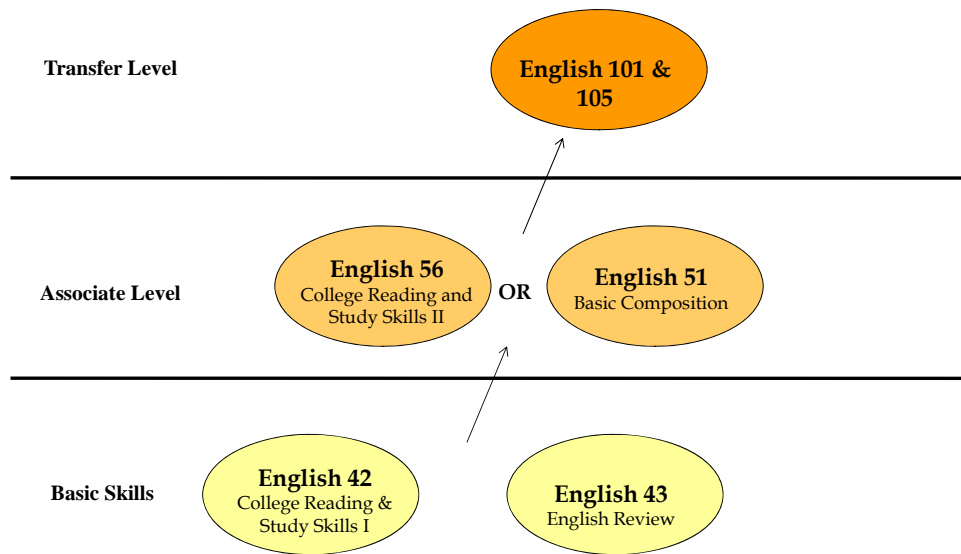 Transfer Level
English 101 &
105
Associate Level
English 56
College Reading and
Study Skills II
OR
English 51
Basic Composition
Basic Skills
English 42
College Reading &
Study Skills I
English 43
English Review